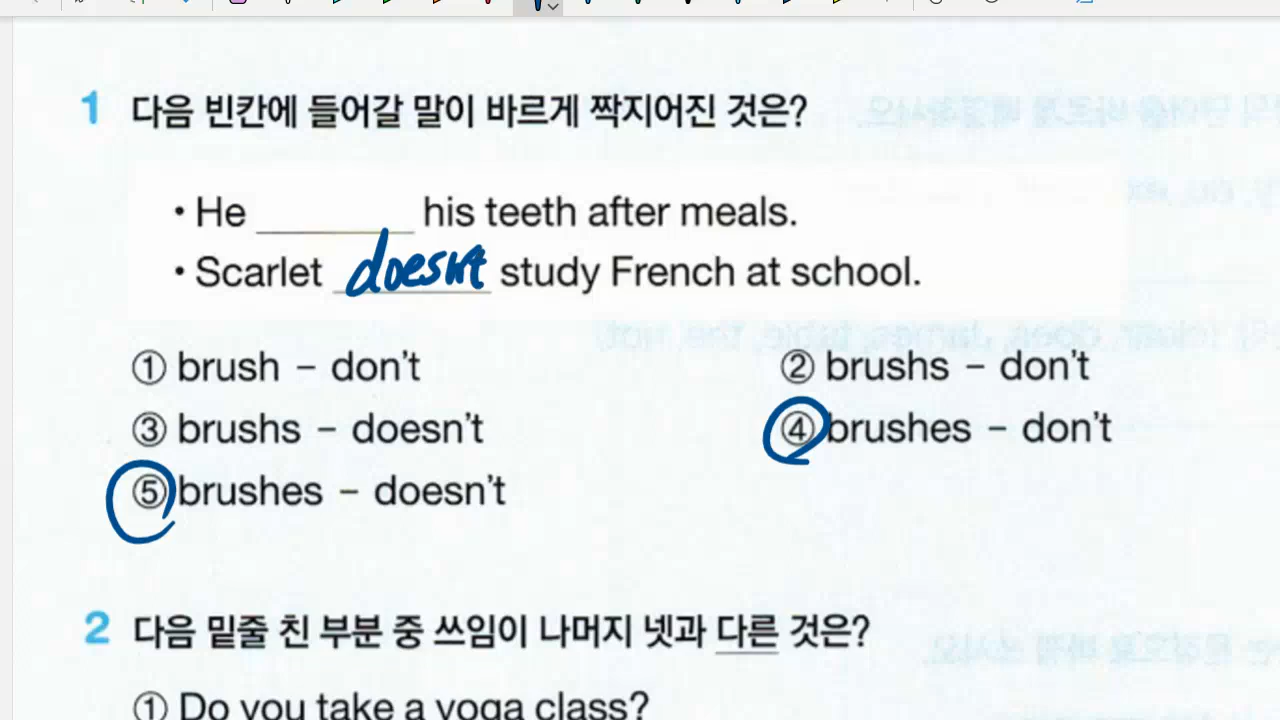 1 다음 빈칸에 들어갈 말이 바르게 짝지어진 것은?
• He ________ his teeth after meals.
• Scarlet doesn't study French at school.
① brush – don't
② brushs – don't
③ brushs – doesn't
④ brushes – don't
⑤ brushes – doesn't
2 다음 밑줄 친 부분 중 쓰임이 나머지 넷과 다른 것은?
① Do you take a yoga class?